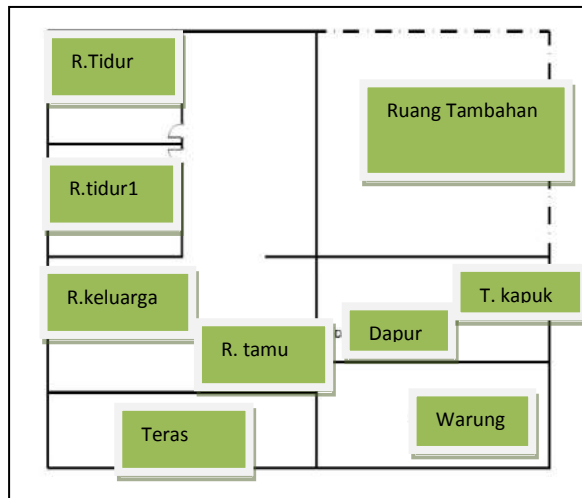 R.Tidur
Ruang Tambahan
R.tidur1
R.keluarga
T. kapuk
Dapur
R. tamu
Teras
Warung